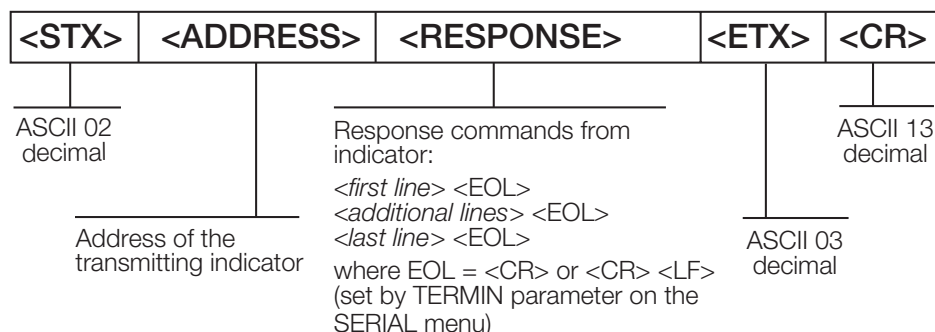 <STX> <ADDRESS> <RESPONSE> <ETX> <CR>
ASCII 02
decimal
Address of the
transmitting indicator
Response commands from
indicator:
<first line> <EOL>
<additional lines> <EOL>
<last line> <EOL>
where EOL = <CR> or <CR> <LF>
(set by TERMIN parameter on the
SERIAL menu)
ASCII 03
decimal
ASCII 13
decimal